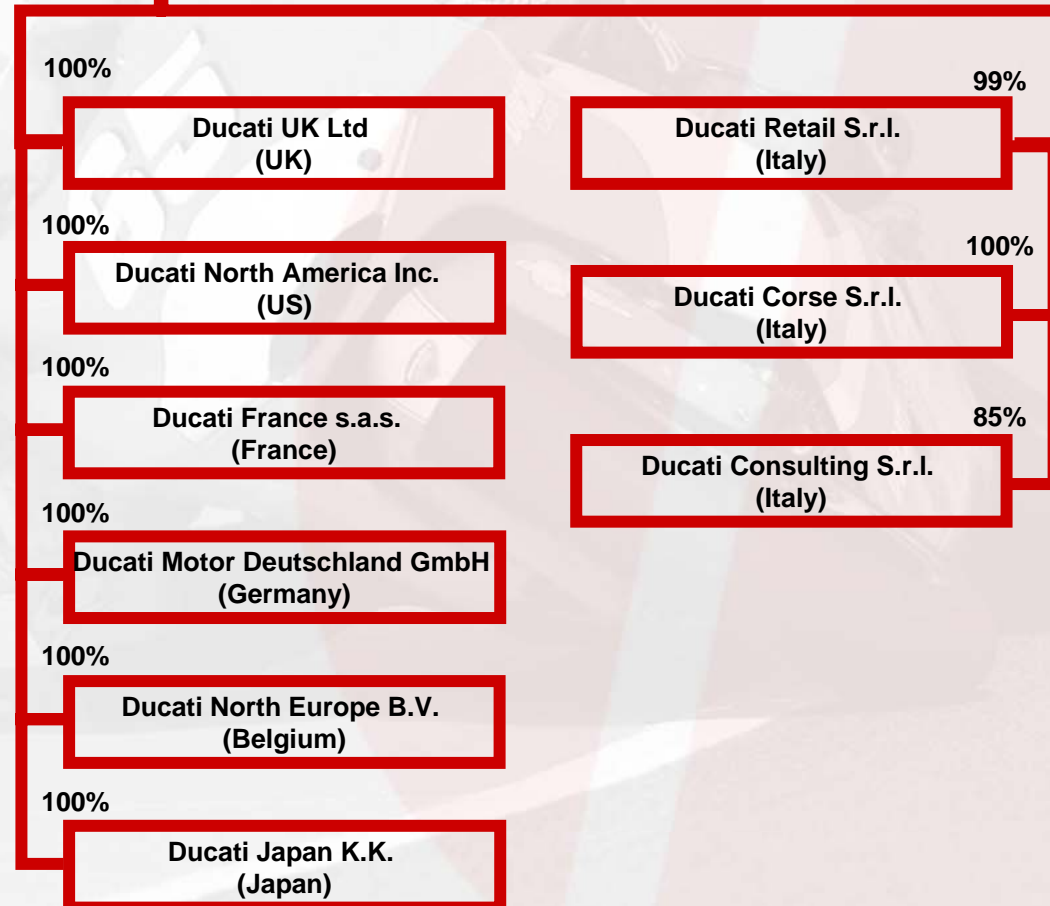 100%
Ducati UK Ltd
(UK)
100%
Ducati North America Inc.
(US)
100%
Ducati France s.a.s.
(France)
100%
Ducati Motor Deutschland GmbH
(Germany)
100%
Ducati North Europe B.V.
(Belgium)
100%
Ducati Japan K.K.
(Japan)
99%
Ducati Retail S.r.l.
(Italy)
100%
Ducati Corse S.r.l.
(Italy)
85%
Ducati Consulting S.r.l.
(Italy)